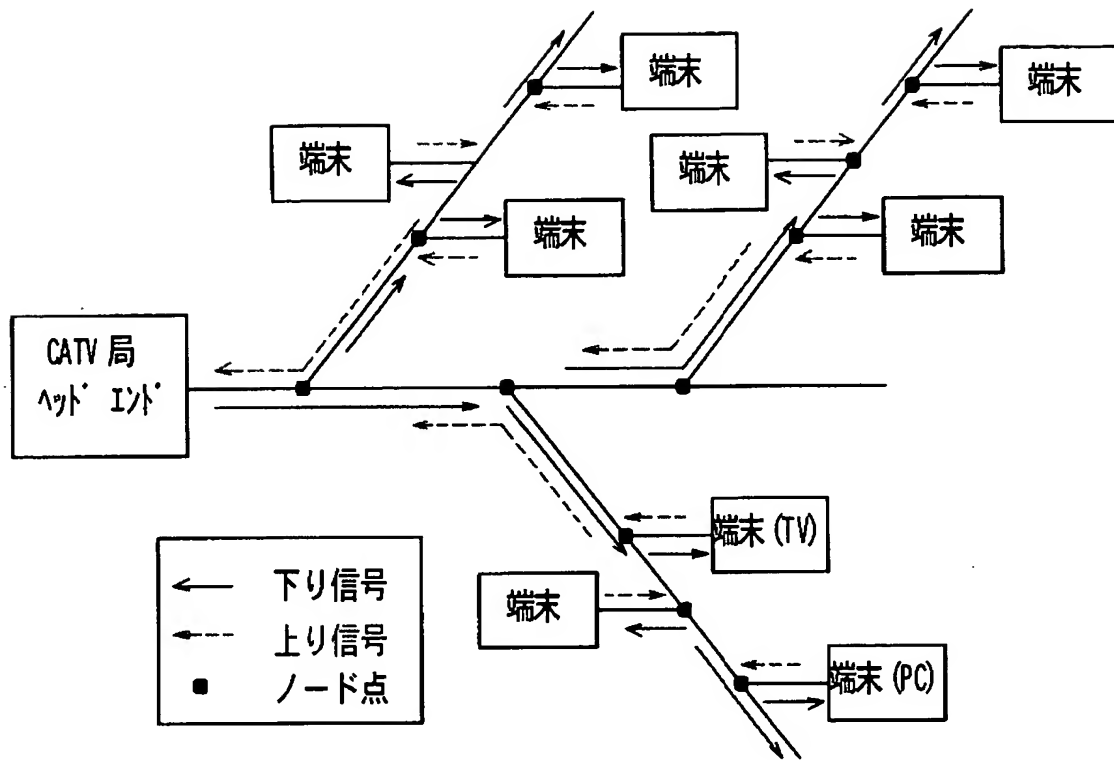 端末
端末
端末
端末
端末
端末
CATV 局
ヘッド エンド
端末 (TV)
端末
端末 (PC)
下り信号
上り信号
ノード点